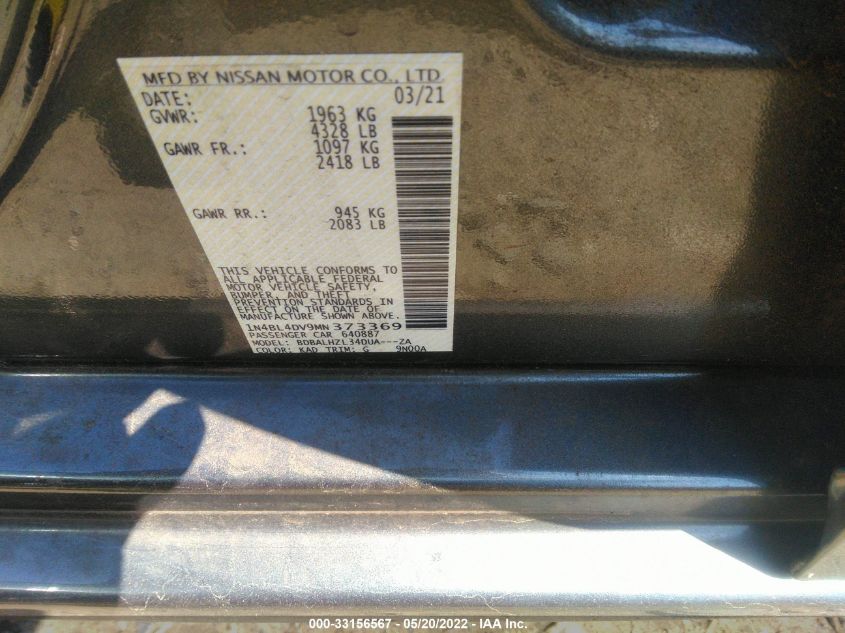 MFD BY NISSAN MOTOR CO., LTD
DATE: 03/21
GVWR: 1963 KG
4328 LB
GAWR FR.: 1097 KG
2418 LB
GAWR RR.: 945 KG
2083 LB
THIS VEHICLE CONFORMS TO
ALL APPLICABLE FEDERAL
MOTOR VEHICLE SAFETY,
BUMPER, AND THEFT
PREVENTION STANDARDS IN
EFFECT ON THE DATE OF
MANUFACTURE SHOWN ABOVE.
1N4BL4DV9MN373369
PASSENGER CAR 640887
MODEL: BDBALHZL34DUA---ZA
COLOR: KAD TRIM: G 9N00A
000-33156567 - 05/20/2022 - IAA Inc.